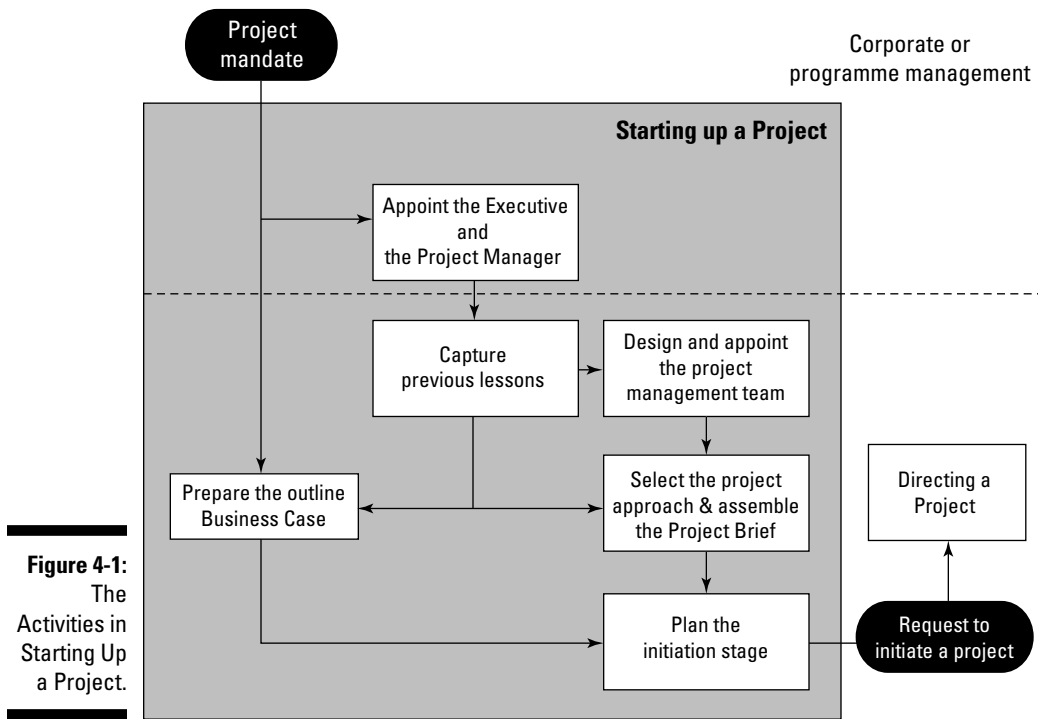 Project
mandate
Corporate or
programme management
Starting up a Project
Appoint the Executive
and
the Project Manager
Capture
previous lessons
Design and appoint
the project
management team
Prepare the outline
Business Case
Select the project
approach & assemble
the Project Brief
Directing a
Project
Plan the
initiation stage
Request to
initiate a project
Figure 4-1:
The
Activities in
Starting Up
a Project.